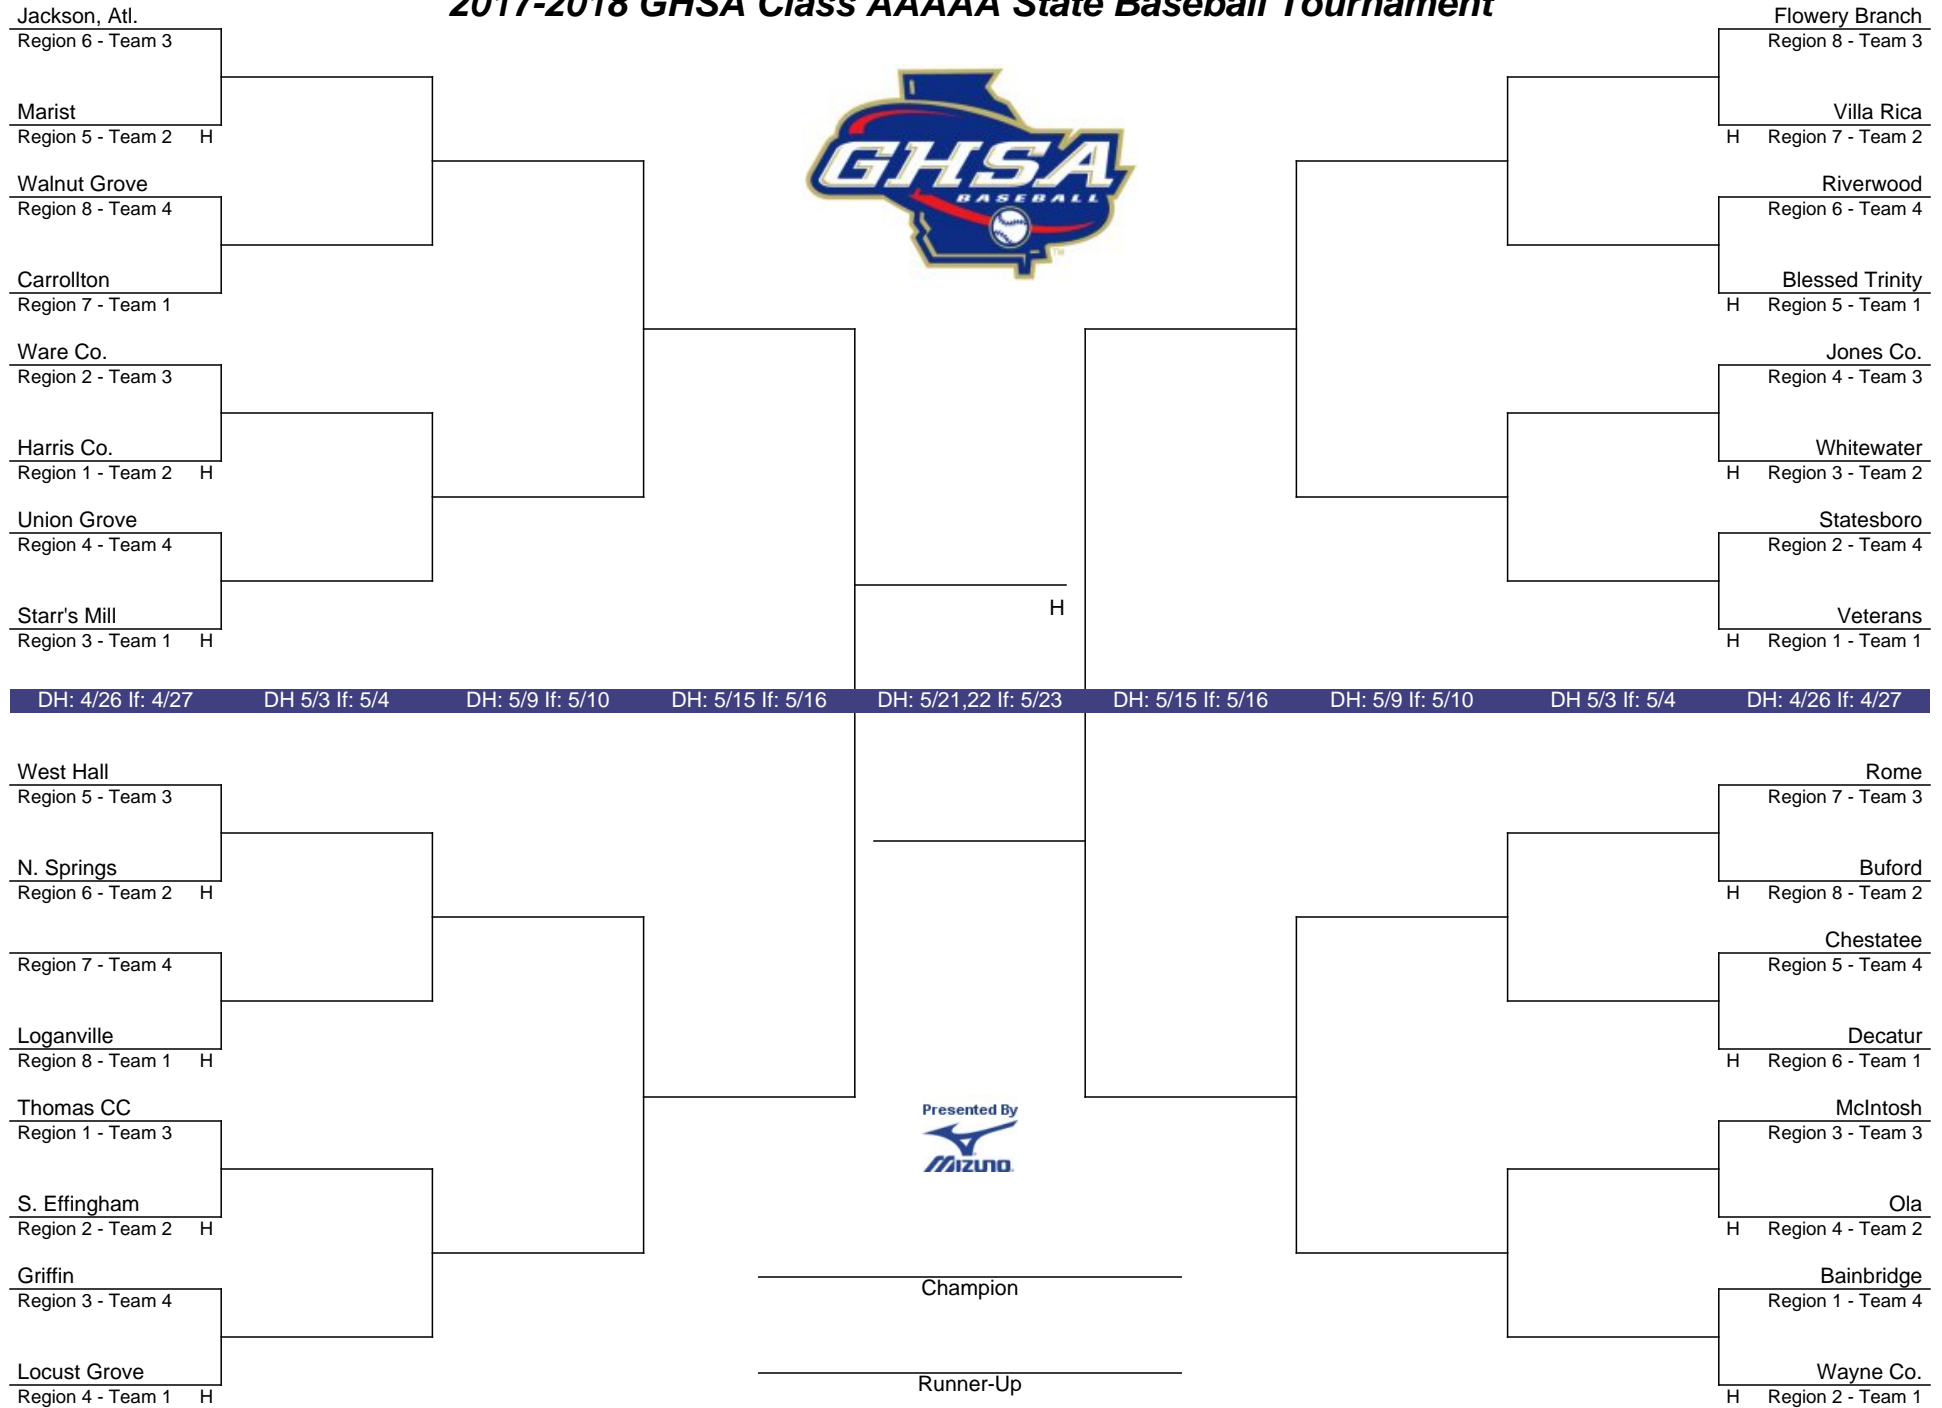 2017-2018 GHSA Class AAAAA State Baseball Tournament
Jackson, Atl.
Region 6 - Team 3
Marist
Region 5 - Team 2 H
Walnut Grove
Region 8 - Team 4
Carrollton
Region 7 - Team 1
Ware Co.
Region 2 - Team 3
Harris Co.
Region 1 - Team 2 H
Union Grove
Region 4 - Team 4
Starr's Mill
Region 3 - Team 1 H
GHSA
BASEBALL
TM
H
Flowery Branch
Region 8 - Team 3
Villa Rica
H Region 7 - Team 2
Riverwood
Region 6 - Team 4
Blessed Trinity
H Region 5 - Team 1
Jones Co.
Region 4 - Team 3
Whitewater
H Region 3 - Team 2
Statesboro
Region 2 - Team 4
Veterans
H Region 1 - Team 1
DH: 4/26 If: 4/27 DH 5/3 If: 5/4 DH: 5/9 If: 5/10 DH: 5/15 If: 5/16 DH: 5/21,22 If: 5/23 DH: 5/15 If: 5/16 DH: 5/9 If: 5/10 DH 5/3 If: 5/4 DH: 4/26 If: 4/27
West Hall
Region 5 - Team 3
N. Springs
Region 6 - Team 2 H
Region 7 - Team 4
Loganville
Region 8 - Team 1 H
Thomas CC
Region 1 - Team 3
S. Effingham
Region 2 - Team 2 H
Griffin
Region 3 - Team 4
Locust Grove
Region 4 - Team 1 H
Presented By
Mizuno
Champion
Runner-Up
Rome
Region 7 - Team 3
Buford
H Region 8 - Team 2
Chestatee
Region 5 - Team 4
Decatur
H Region 6 - Team 1
McIntosh
Region 3 - Team 3
Ola
H Region 4 - Team 2
Bainbridge
Region 1 - Team 4
Wayne Co.
H Region 2 - Team 1